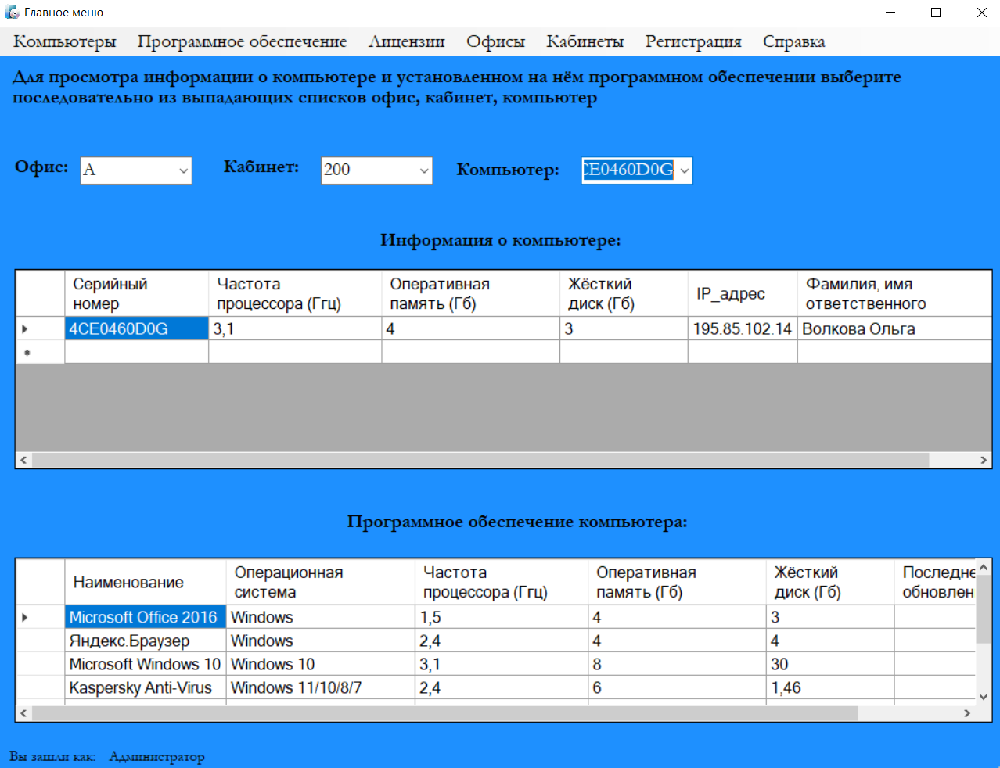 Главное меню
Компьютеры Программное обеспечение Лицензии Офисы Кабинеты Регистрация Справка
Для просмотра информации о компьютере и установленном на нём программном обеспечении выберите
последовательно из выпадающих списков офис, кабинет, компьютер
Офис: A Кабинет: 200 Компьютер: CE0460D0G
Информация о компьютере:
Серийный номер Частота процессора (Ггц) Оперативная память (Гб) Жёсткий диск (Гб) IP_адрес Фамилия, имя ответственного
4CE0460D0G 3,1 4 3 195.85.102.14 Волкова Ольга
Программное обеспечение компьютера:
Наименование Операционная система Частота процессора (Ггц) Оперативная память (Гб) Жёсткий диск (Гб) Последне обновлен
Microsoft Office 2016 Windows 1,5 4 3
Яндекс.Браузер Windows 2,4 4 4
Microsoft Windows 10 Windows 10 3,1 8 30
Kaspersky Anti-Virus Windows 11/10/8/7 2,4 6 1,46
Вы зашли как: Администратор